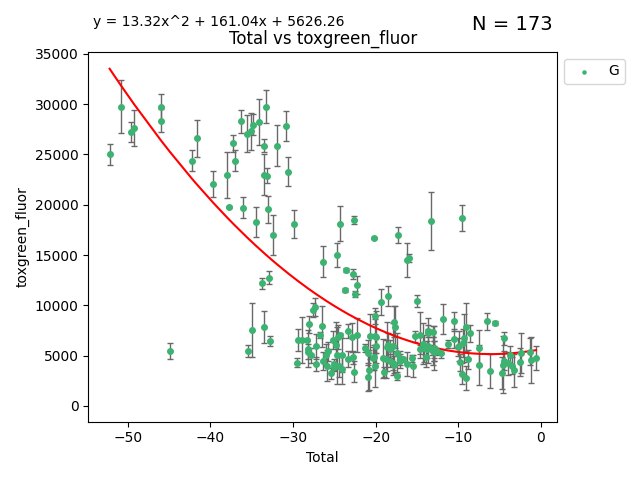 y = 13.32x^2 + 161.04x + 5626.26
N = 173
Total vs toxgreen_fluor
G
toxgreen_fluor
35000
30000
25000
20000
15000
10000
5000
0
−50
−40
−30
−20
−10
0
Total